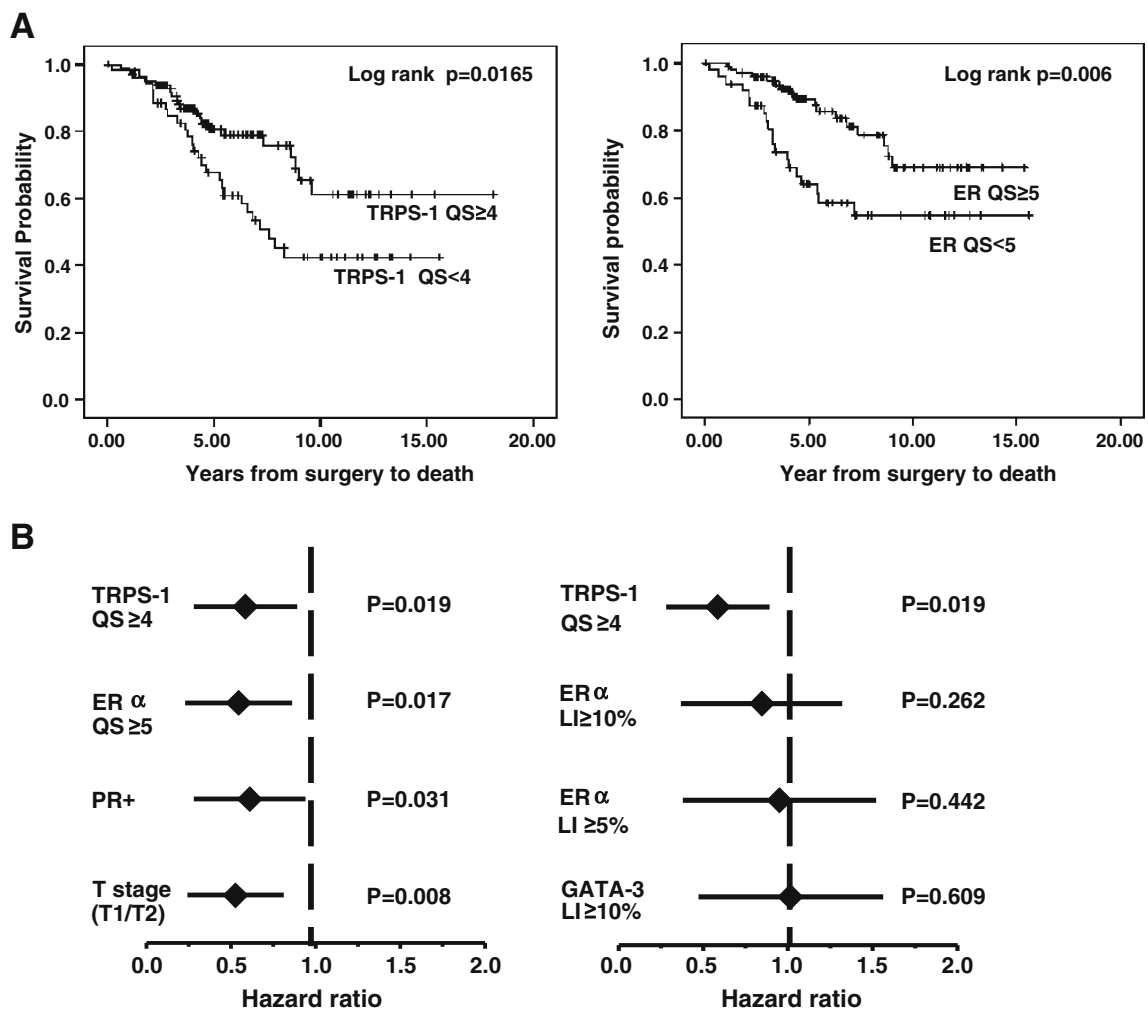 A
Log rank p=0.0165
1.0
0.8
0.6
0.4
0.2
0.0
Survival Probability
TRPS-1 QS≥4
TRPS-1 QS<4
0.00 5.00 10.00 15.00 20.00
Years from surgery to death
Log rank p=0.006
1.0
0.8
0.6
0.4
0.2
0.0
Survival probability
ER QS≥5
ER QS<5
0.00 5.00 10.00 15.00 20.00
Year from surgery to death
B
TRPS-1
QS≥4
P=0.019
ER α
QS≥5
P=0.017
PR+
P=0.031
T stage
(T1/T2)
P=0.008
0.0 0.5 1.0 1.5 2.0
Hazard ratio
TRPS-1
QS≥4
P=0.019
ERα
LI≥10%
P=0.262
ERα
LI ≥5%
P=0.442
GATA-3
LI≥10%
P=0.609
0.0 0.5 1.0 1.5 2.0
Hazard ratio